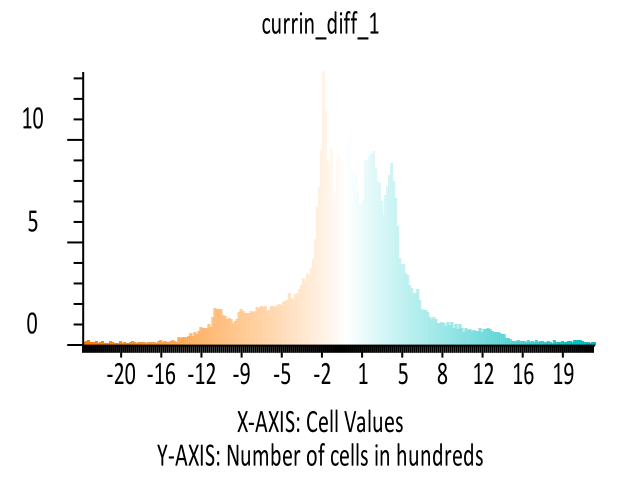 currin_diff_1
10
5
0
-20 -16 -12 -9 -5 -2 1 5 8 12 16 19
X-AXIS: Cell Values
Y-AXIS: Number of cells in hundreds